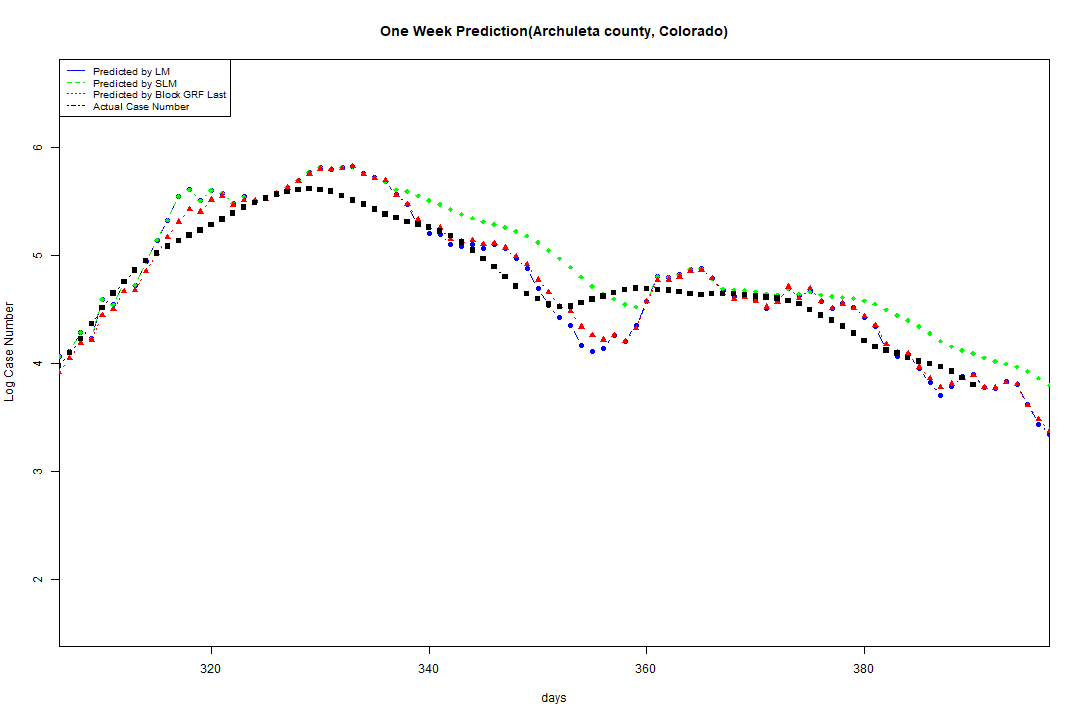 One Week Prediction(Archuleta county, Colorado)
Predicted by LM
Predicted by SLM
Predicted by Block GRF Last
Actual Case Number
Log Case Number
6
5
4
3
2
320 340 360 380
days